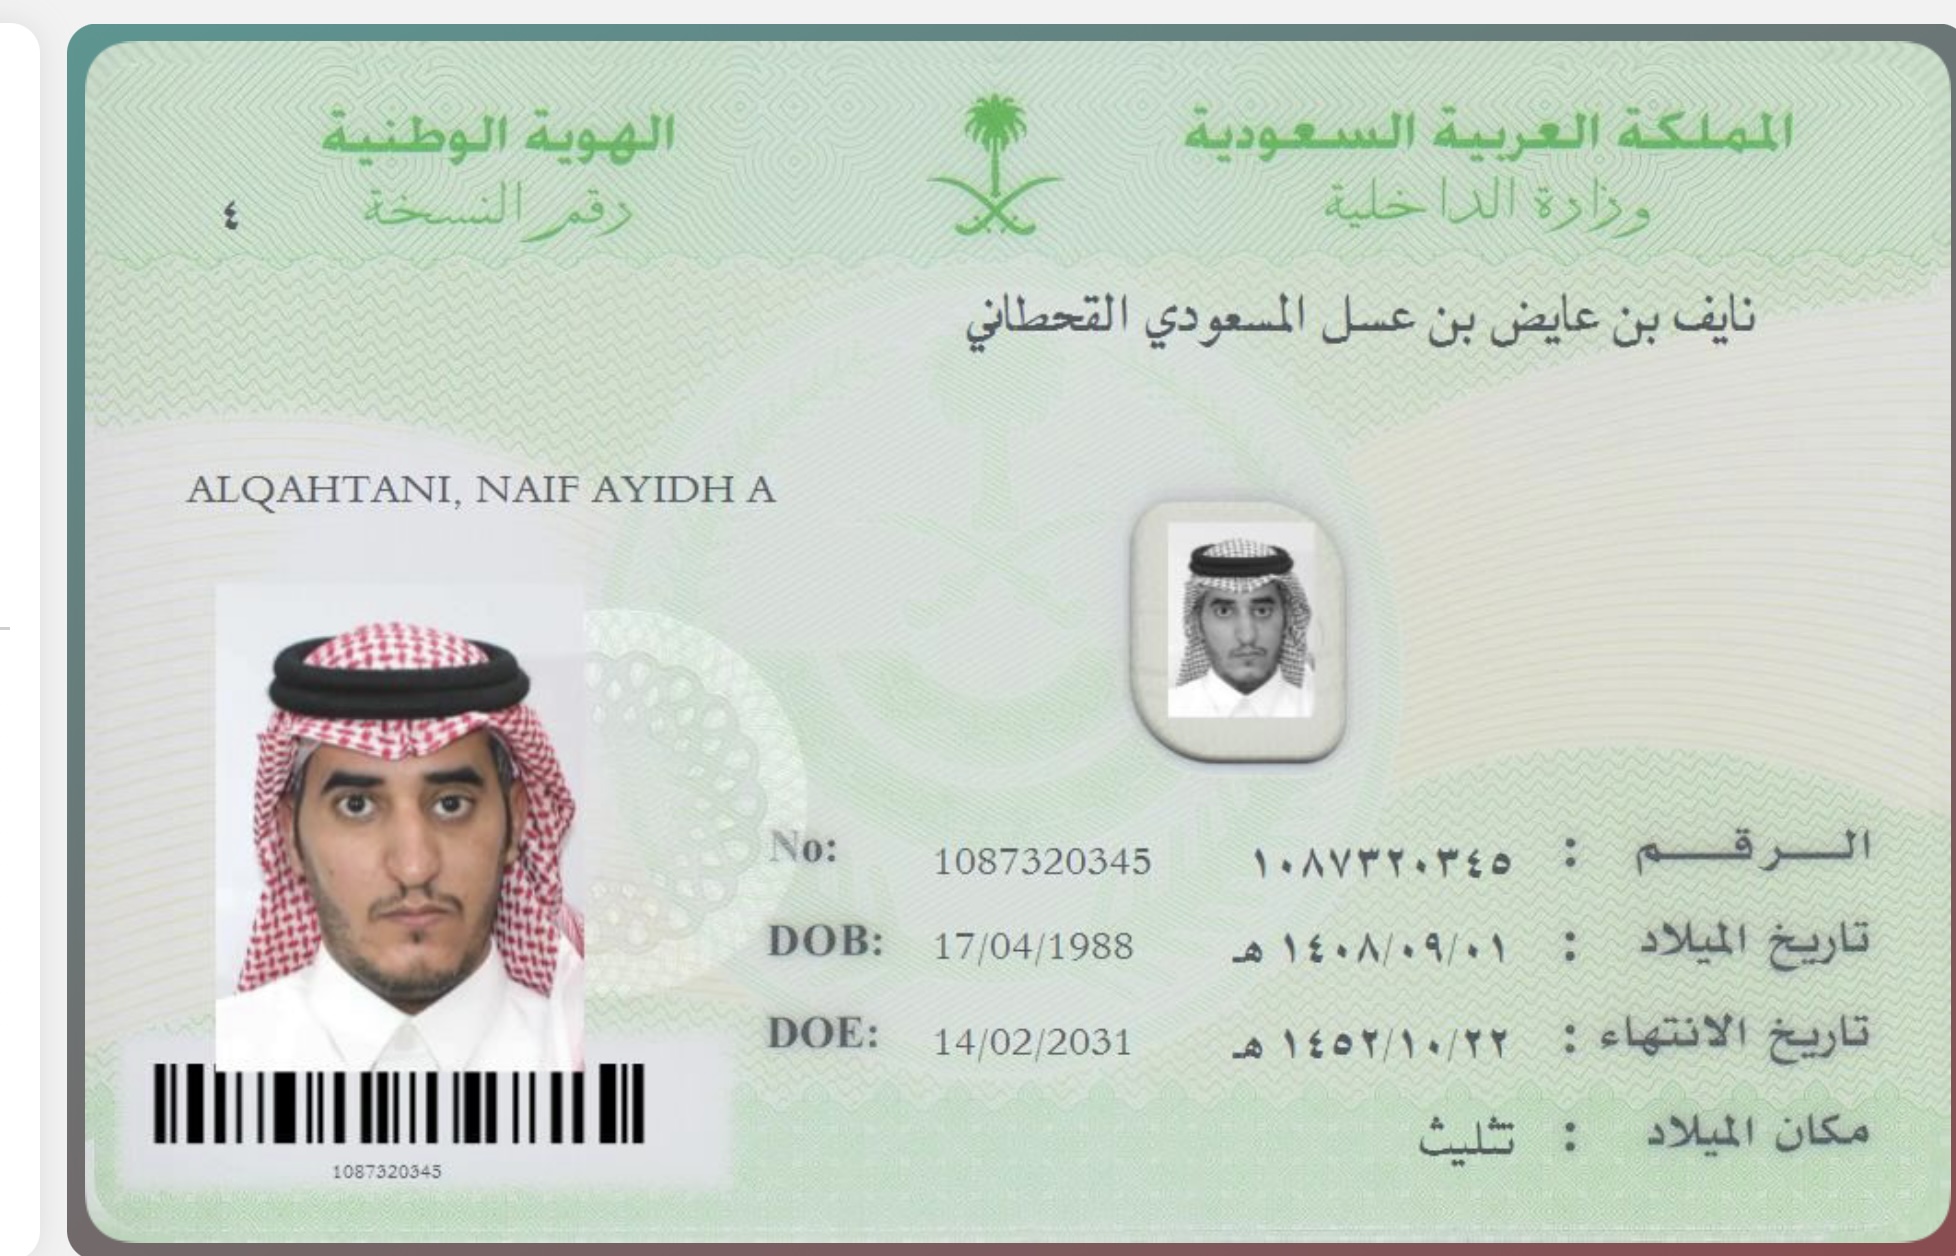 المملكة العربية السعودية
وزارة الداخلية
الهوية الوطنية
رقم النسخة ٤
نايف بن عايض بن عسل المسعودي القحطاني
ALQAHTANI, NAIF AYIDH A
الـــرقـــم : ١٠٨٧٣٢٠٣٤٥ No: 1087320345
تاريخ الميلاد : ١٤٠٨/٠٩/٠١ هـ DOB: 17/04/1988
تاريخ الانتهاء : ١٤٥٢/١٠/٢٢ هـ DOE: 14/02/2031
مكان الميلاد : تثليث
1087320345